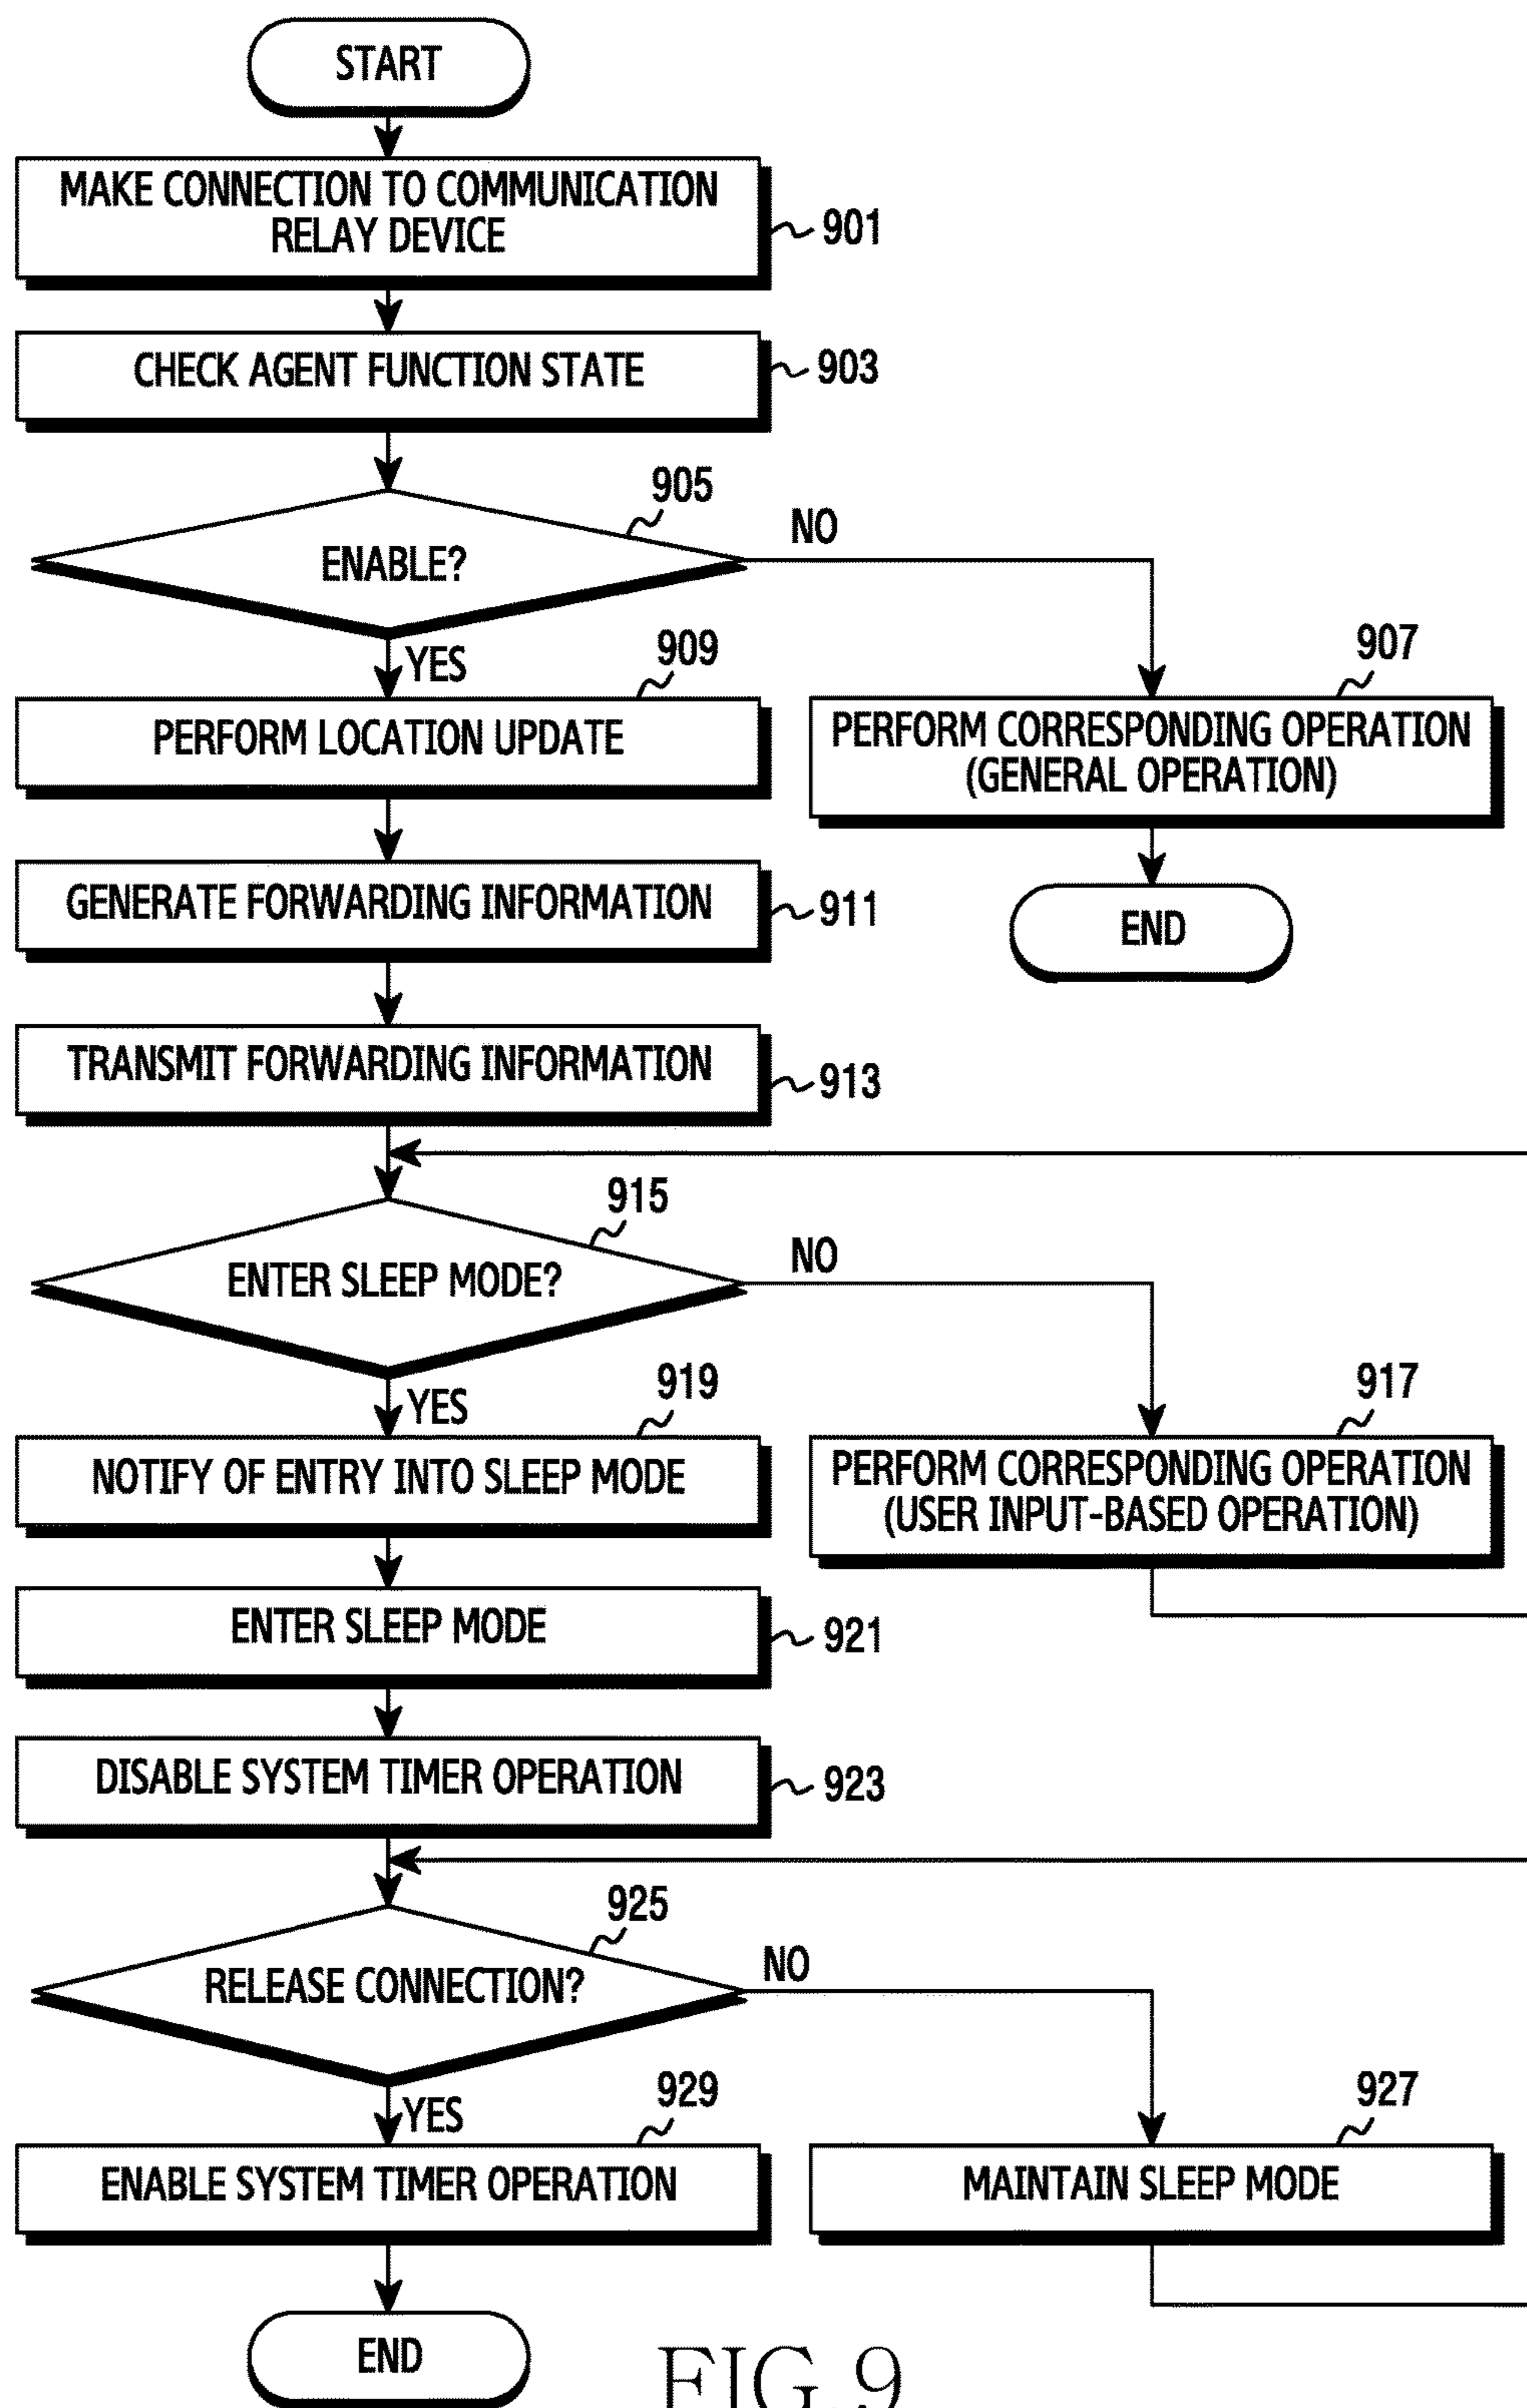 START
MAKE CONNECTION TO COMMUNICATION
RELAY DEVICE
901
CHECK AGENT FUNCTION STATE
903
905
ENABLE?
NO
YES
909
PERFORM LOCATION UPDATE
907
PERFORM CORRESPONDING OPERATION
(GENERAL OPERATION)
GENERATE FORWARDING INFORMATION
911
END
TRANSMIT FORWARDING INFORMATION
913
915
ENTER SLEEP MODE?
NO
YES
919
NOTIFY OF ENTRY INTO SLEEP MODE
917
PERFORM CORRESPONDING OPERATION
(USER INPUT-BASED OPERATION)
ENTER SLEEP MODE
921
DISABLE SYSTEM TIMER OPERATION
923
925
RELEASE CONNECTION?
NO
YES
929
ENABLE SYSTEM TIMER OPERATION
927
MAINTAIN SLEEP MODE
END
FIG.9